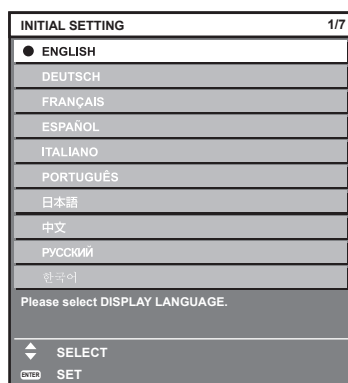 INITIAL SETTING 1/7
ENGLISH
DEUTSCH
FRANÇAIS
ESPAÑOL
ITALIANO
PORTUGUÊS
日本語
中文
РУССКИЙ
한국어
Please select DISPLAY LANGUAGE.
SELECT
ENTER SET